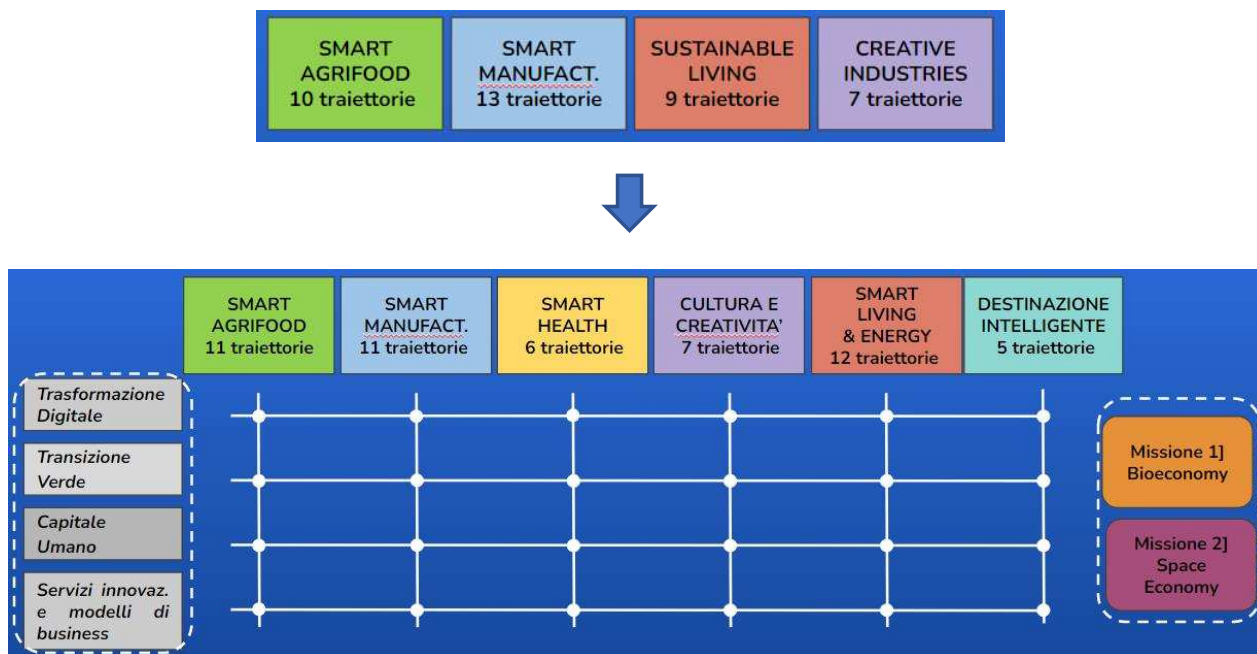 SMART
AGRIFOOD
10 traiettorie
SMART
MANUFACT.
13 traiettorie
SUSTAINABLE
LIVING
9 traiettorie
CREATIVE
INDUSTRIES
7 traiettorie
SMART
AGRIFOOD
11 traiettorie
SMART
MANUFACT.
11 traiettorie
SMART
HEALTH
6 traiettorie
CULTURA E
CREATIVITA’
7 traiettorie
SMART
LIVING
& ENERGY
12 traiettorie
DESTINAZIONE
INTELLIGENTE
5 traiettorie
Trasformazione
Digitale
Transizione
Verde
Capitale
Umano
Servizi innovaz.
e modelli di
business
Missione 1]
Bioeconomy
Missione 2]
Space
Economy